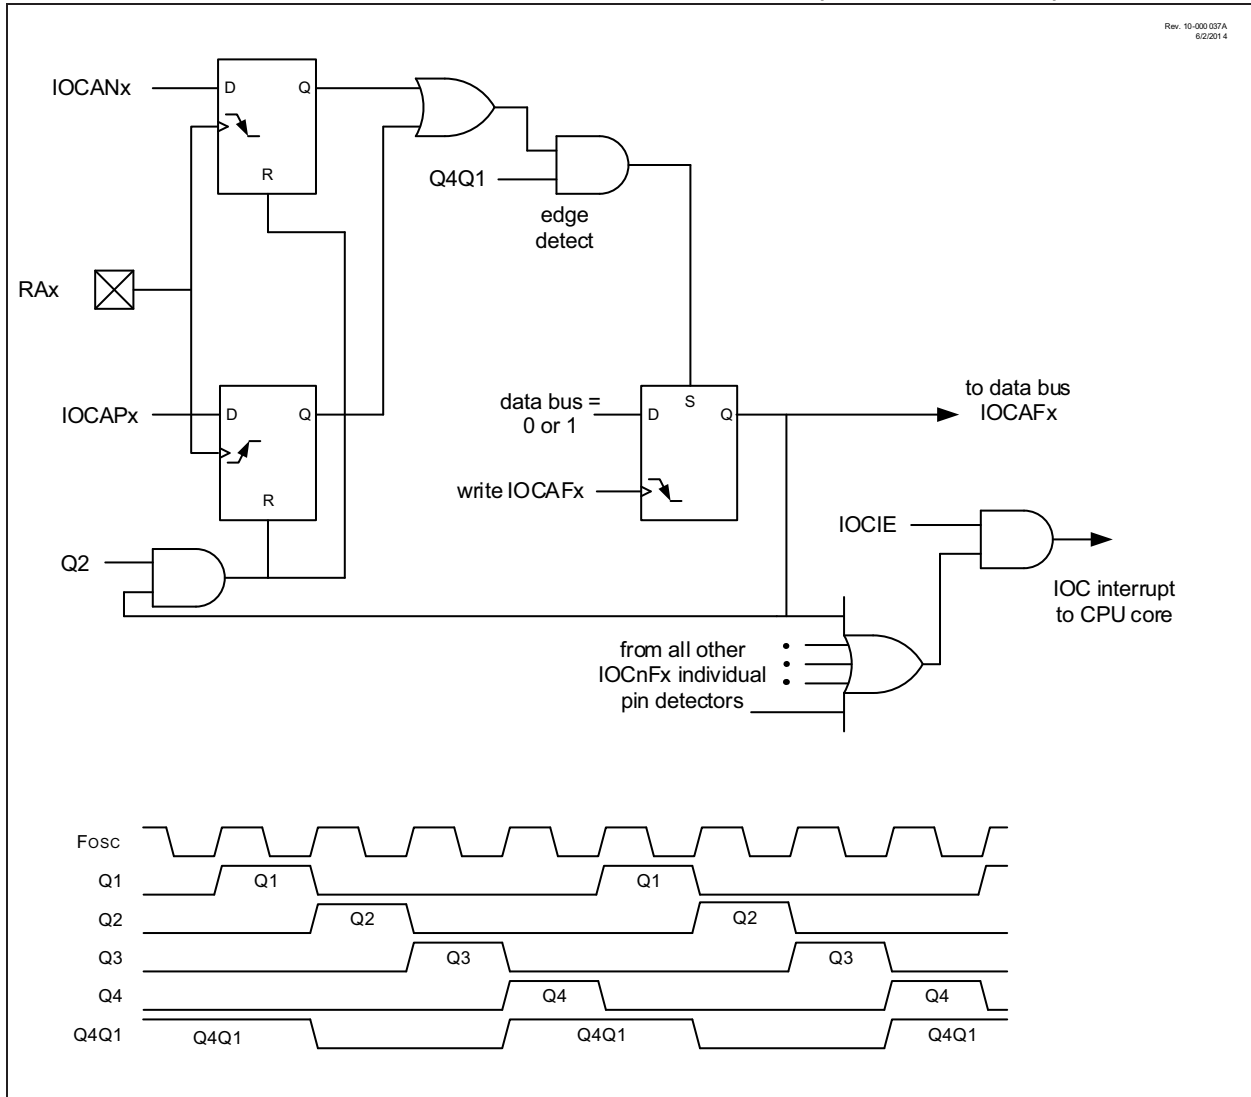 Rev. 10-000 037A
6/2/201 4
IOCANx
D
Q
R
Q4Q1
edge
detect
RAx
IOCAPx
D
Q
R
Q2
data bus =
0 or 1
D
S
Q
write IOCAFx
to data bus
IOCAFx
IOCIE
IOC interrupt
to CPU core
from all other
IOCnFx individual
pin detectors
Fosc
Q1 Q1 Q1
Q2 Q2 Q2
Q3 Q3 Q3
Q4 Q4 Q4
Q4Q1 Q4Q1 Q4Q1 Q4Q1